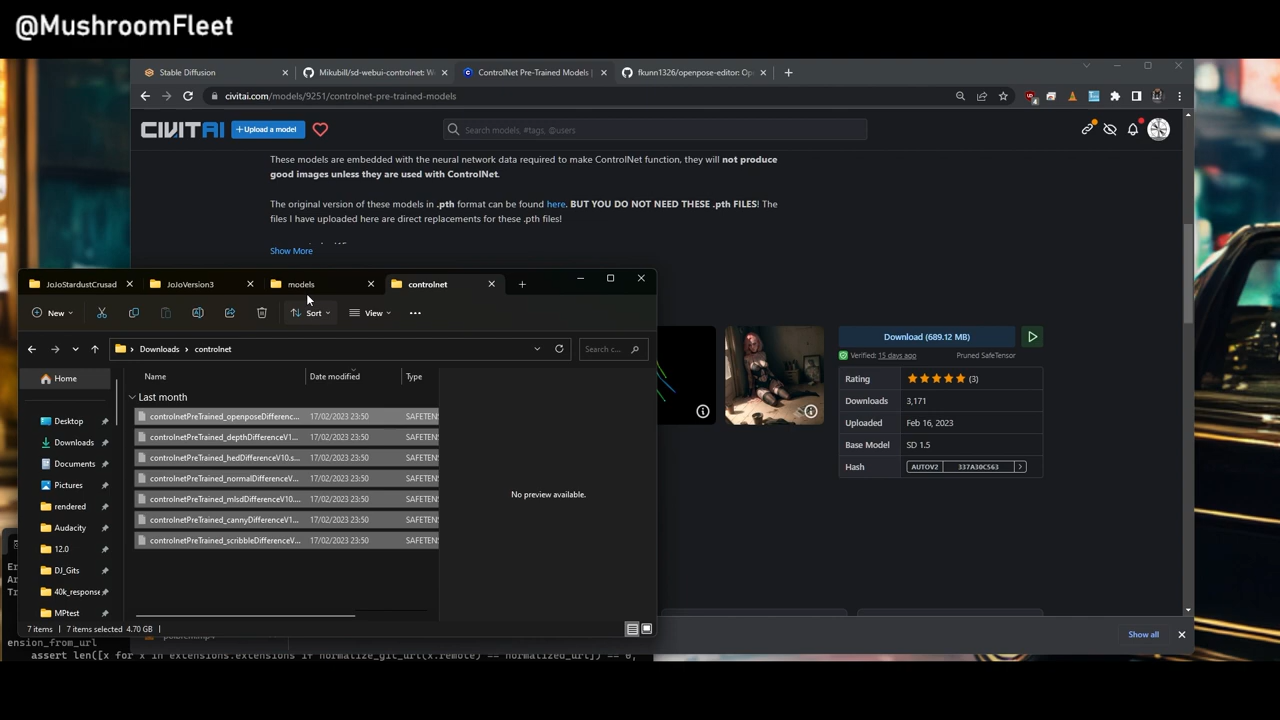 @MushroomFleet
Stable Diffusion
Mikubill/sd-webui-controlnet: W
ControlNet Pre-Trained Models |
fkunn1326/openpose-editor: Op
civitai.com/models/9251/controlnet-pre-trained-models
CIVITAI
+Upload a model
Search models, #tags, @users
These models are embedded with the neural network data required to make ControlNet function, they will not produce
good images unless they are used with ControlNet.
The original version of these models in .pth format can be found here. BUT YOU DO NOT NEED THESE .pth FILES! The
files I have uploaded here are direct replacements for these .pth files!
Show More
JoJoStardustCrusad
JoJoVersion3
models
controlnet
New
Sort
View
Downloads
controlnet
Search c...
Home
Name
Date modified
Type
Last month
Desktop
Downloads
Documents
Pictures
rendered
Audacity
12.0
DJ_Gits
40k_response
MPtest
controlnetPreTrained_openposeDifferenc... 17/02/2023 23:50 SAFETEN
controlnetPreTrained_depthDifferenceV1... 17/02/2023 23:50 SAFETEN
controlnetPreTrained_hedDifferenceV10.s... 17/02/2023 23:50 SAFETEN
controlnetPreTrained_normalDifferenceV... 17/02/2023 23:50 SAFETEN
controlnetPreTrained_mlsdDifferenceV10.... 17/02/2023 23:50 SAFETEN
controlnetPreTrained_cannyDifferenceV1... 17/02/2023 23:50 SAFETEN
controlnetPreTrained_scribbleDifferenceV... 17/02/2023 23:50 SAFETEN
No preview available.
7 items
7 items selected 4.70 GB
Download (689.12 MB)
Verified: 15 days ago
Pruned SafeTensor
Rating
(3)
Downloads
3,171
Uploaded
Feb 16, 2023
Base Model
SD 1.5
Hash
AUTOV2
337A30C563
Show all
Er
Ar
Tr
ension_from_url
assert len([x for x in extensions.extensions if normalize_git_url(x.remote) == normalized_url]) == 0,